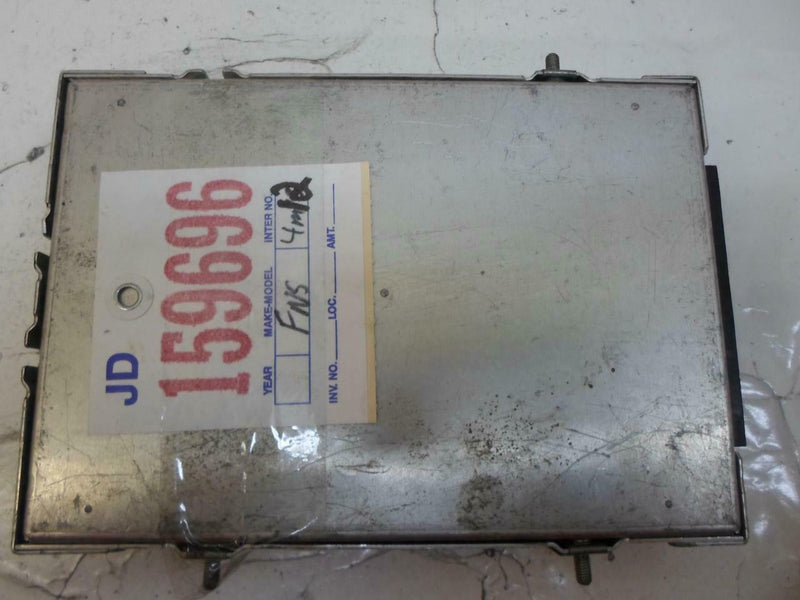 JD
159696
YEAR MAKE-MODEL INTER NO.
FNS
INV. NO. LOC. AMT.